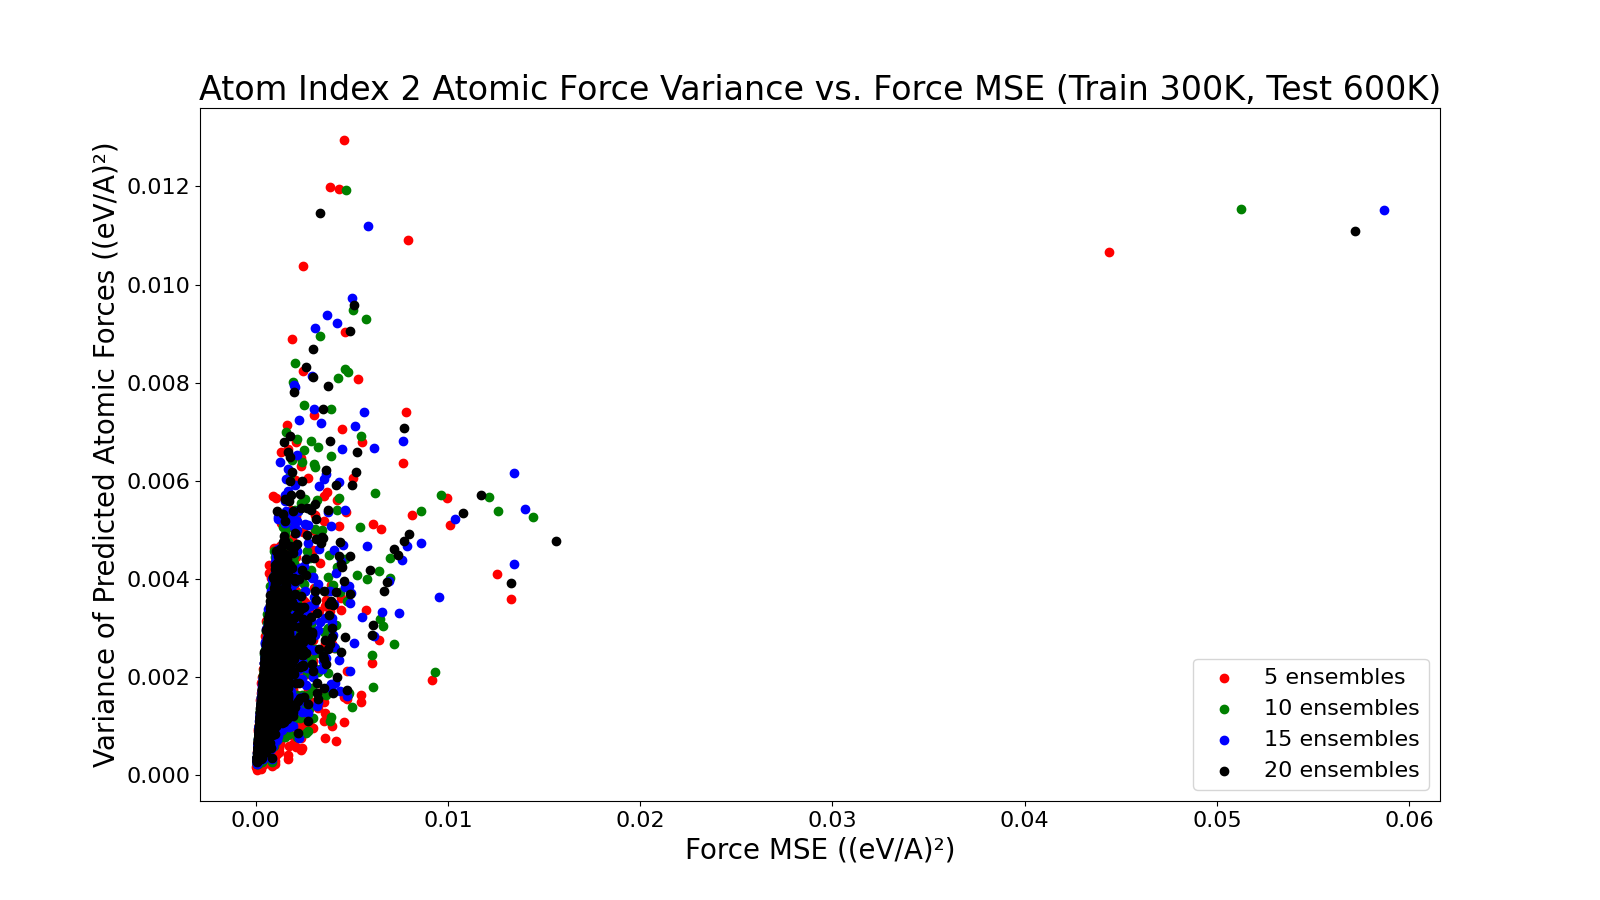 Atom Index 2 Atomic Force Variance vs. Force MSE (Train 300K, Test 600K)
Variance of Predicted Atomic Forces ((eV/A)²)
0.012
0.010
0.008
0.006
0.004
0.002
0.000
5 ensembles
10 ensembles
15 ensembles
20 ensembles
0.00 0.01 0.02 0.03 0.04 0.05 0.06
Force MSE ((eV/A)²)